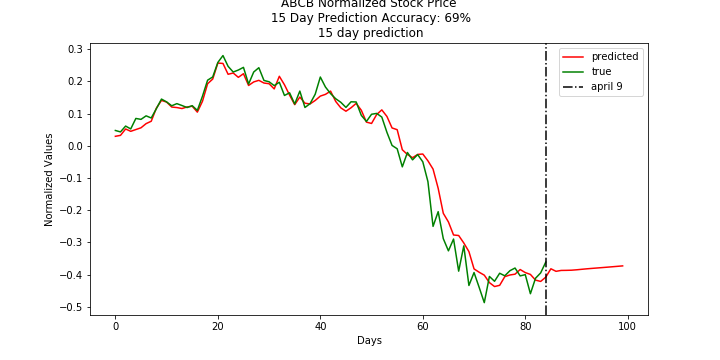 ABCB Normalized Stock Price
15 Day Prediction Accuracy: 69%
15 day prediction
predicted
true
april 9
Normalized Values
0.3
0.2
0.1
0.0
−0.1
−0.2
−0.3
−0.4
−0.5
0
20
40
60
80
100
Days